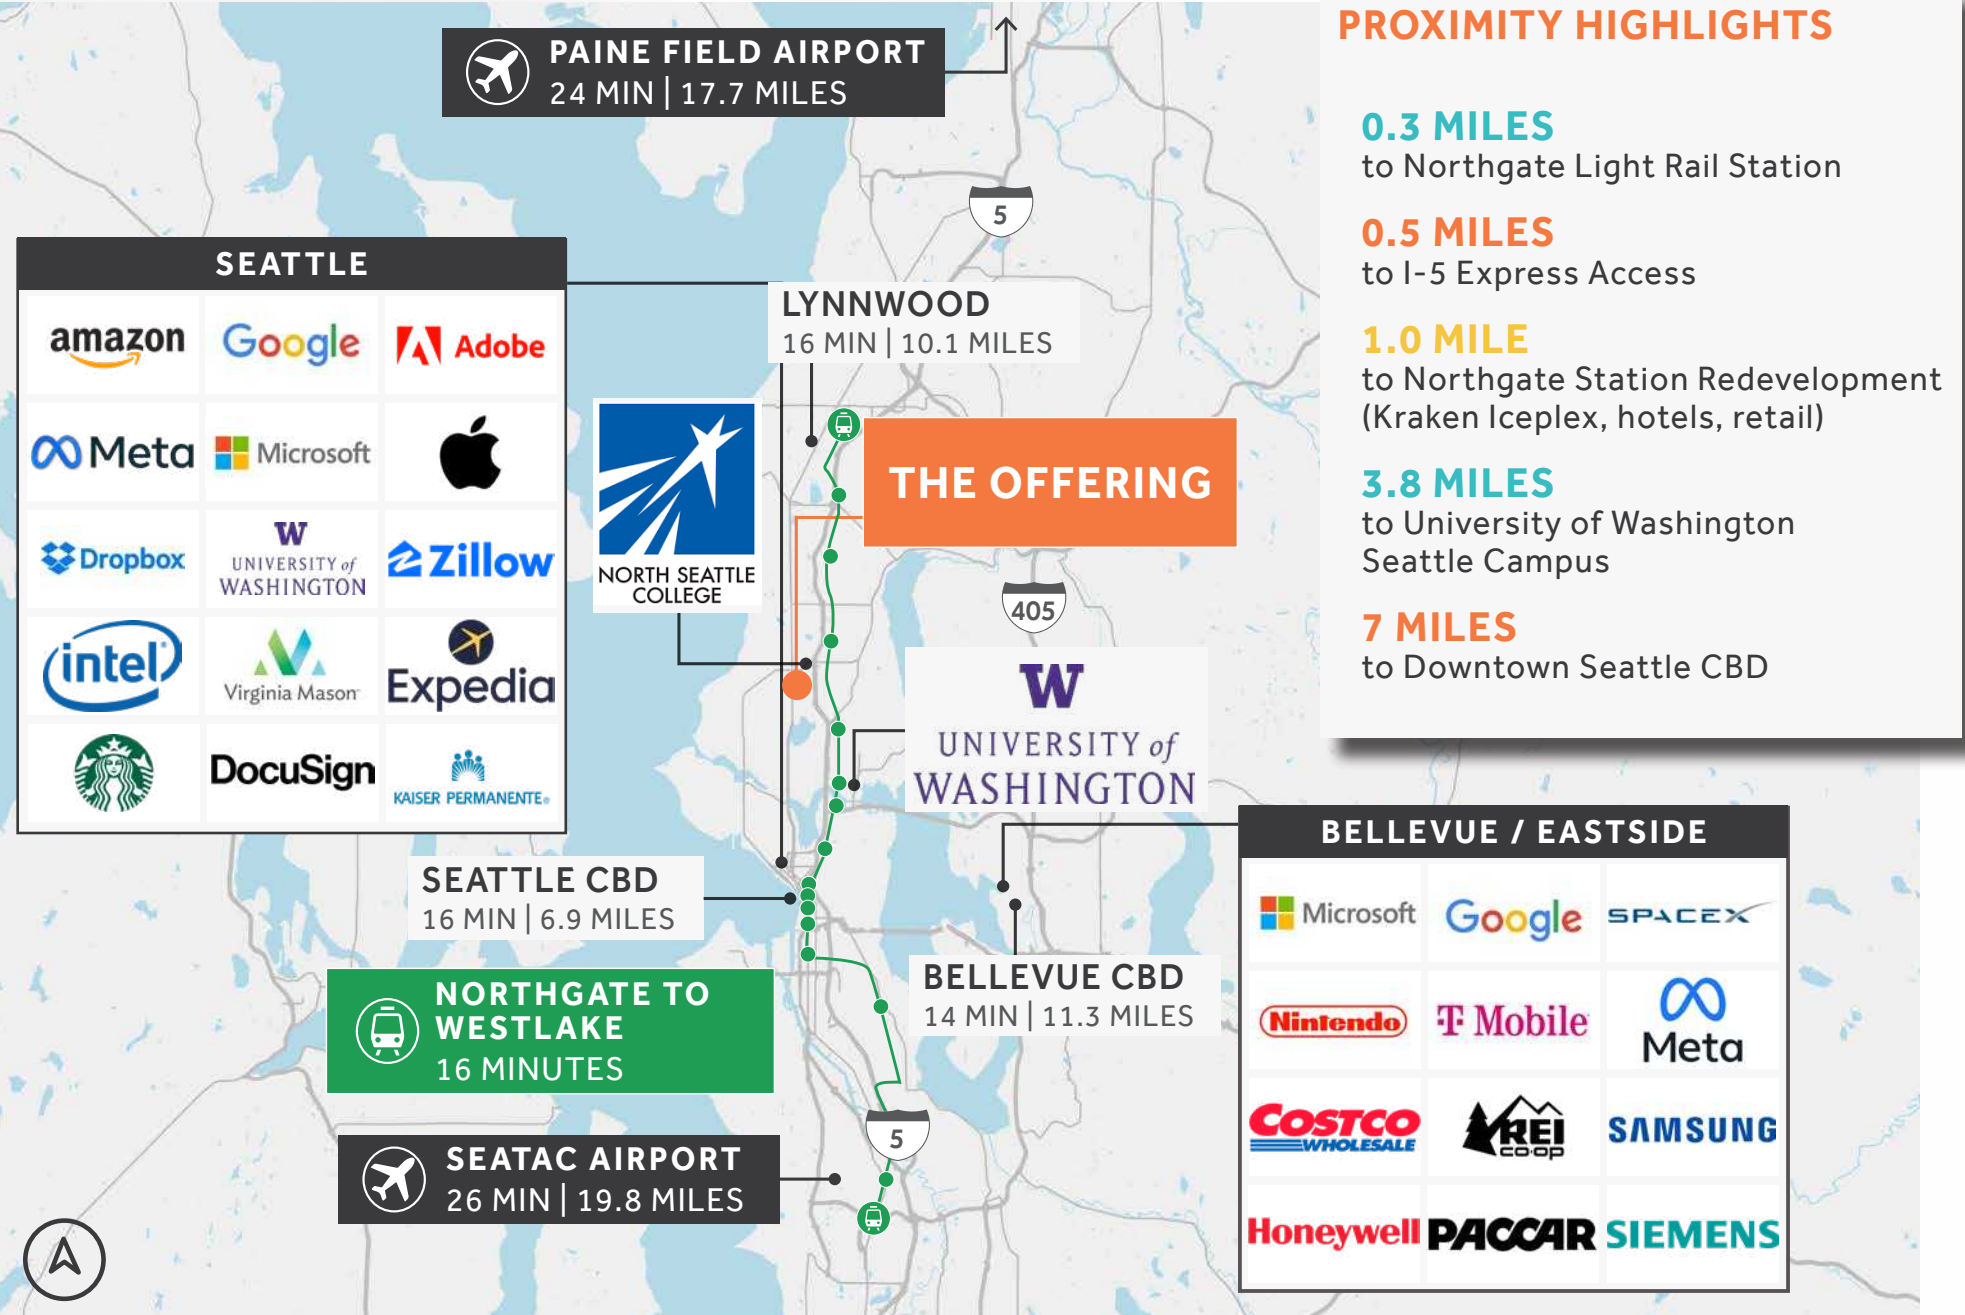 PAINE FIELD AIRPORT
24 MIN | 17.7 MILES
PROXIMITY HIGHLIGHTS
0.3 MILES
to Northgate Light Rail Station
0.5 MILES
to I-5 Express Access
1.0 MILE
to Northgate Station Redevelopment
(Kraken Iceplex, hotels, retail)
3.8 MILES
to University of Washington
Seattle Campus
7 MILES
to Downtown Seattle CBD
5
SEATTLE
amazon
Google
Adobe
Meta
Microsoft
Dropbox
W
UNIVERSITY of
WASHINGTON
Zillow
intel
Virginia Mason
Expedia
DocuSign
KAISER PERMANENTE®
LYNNWOOD
16 MIN | 10.1 MILES
NORTH SEATTLE
COLLEGE
THE OFFERING
405
W
UNIVERSITY of
WASHINGTON
SEATTLE CBD
16 MIN | 6.9 MILES
NORTHGATE TO
WESTLAKE
16 MINUTES
BELLEVUE CBD
14 MIN | 11.3 MILES
5
SEATAC AIRPORT
26 MIN | 19.8 MILES
BELLEVUE / EASTSIDE
Microsoft
Google
SPACEX
Nintendo
T Mobile
Meta
COSTCO
WHOLESALE
REI
CO·OP
SAMSUNG
Honeywell
PACCAR
SIEMENS